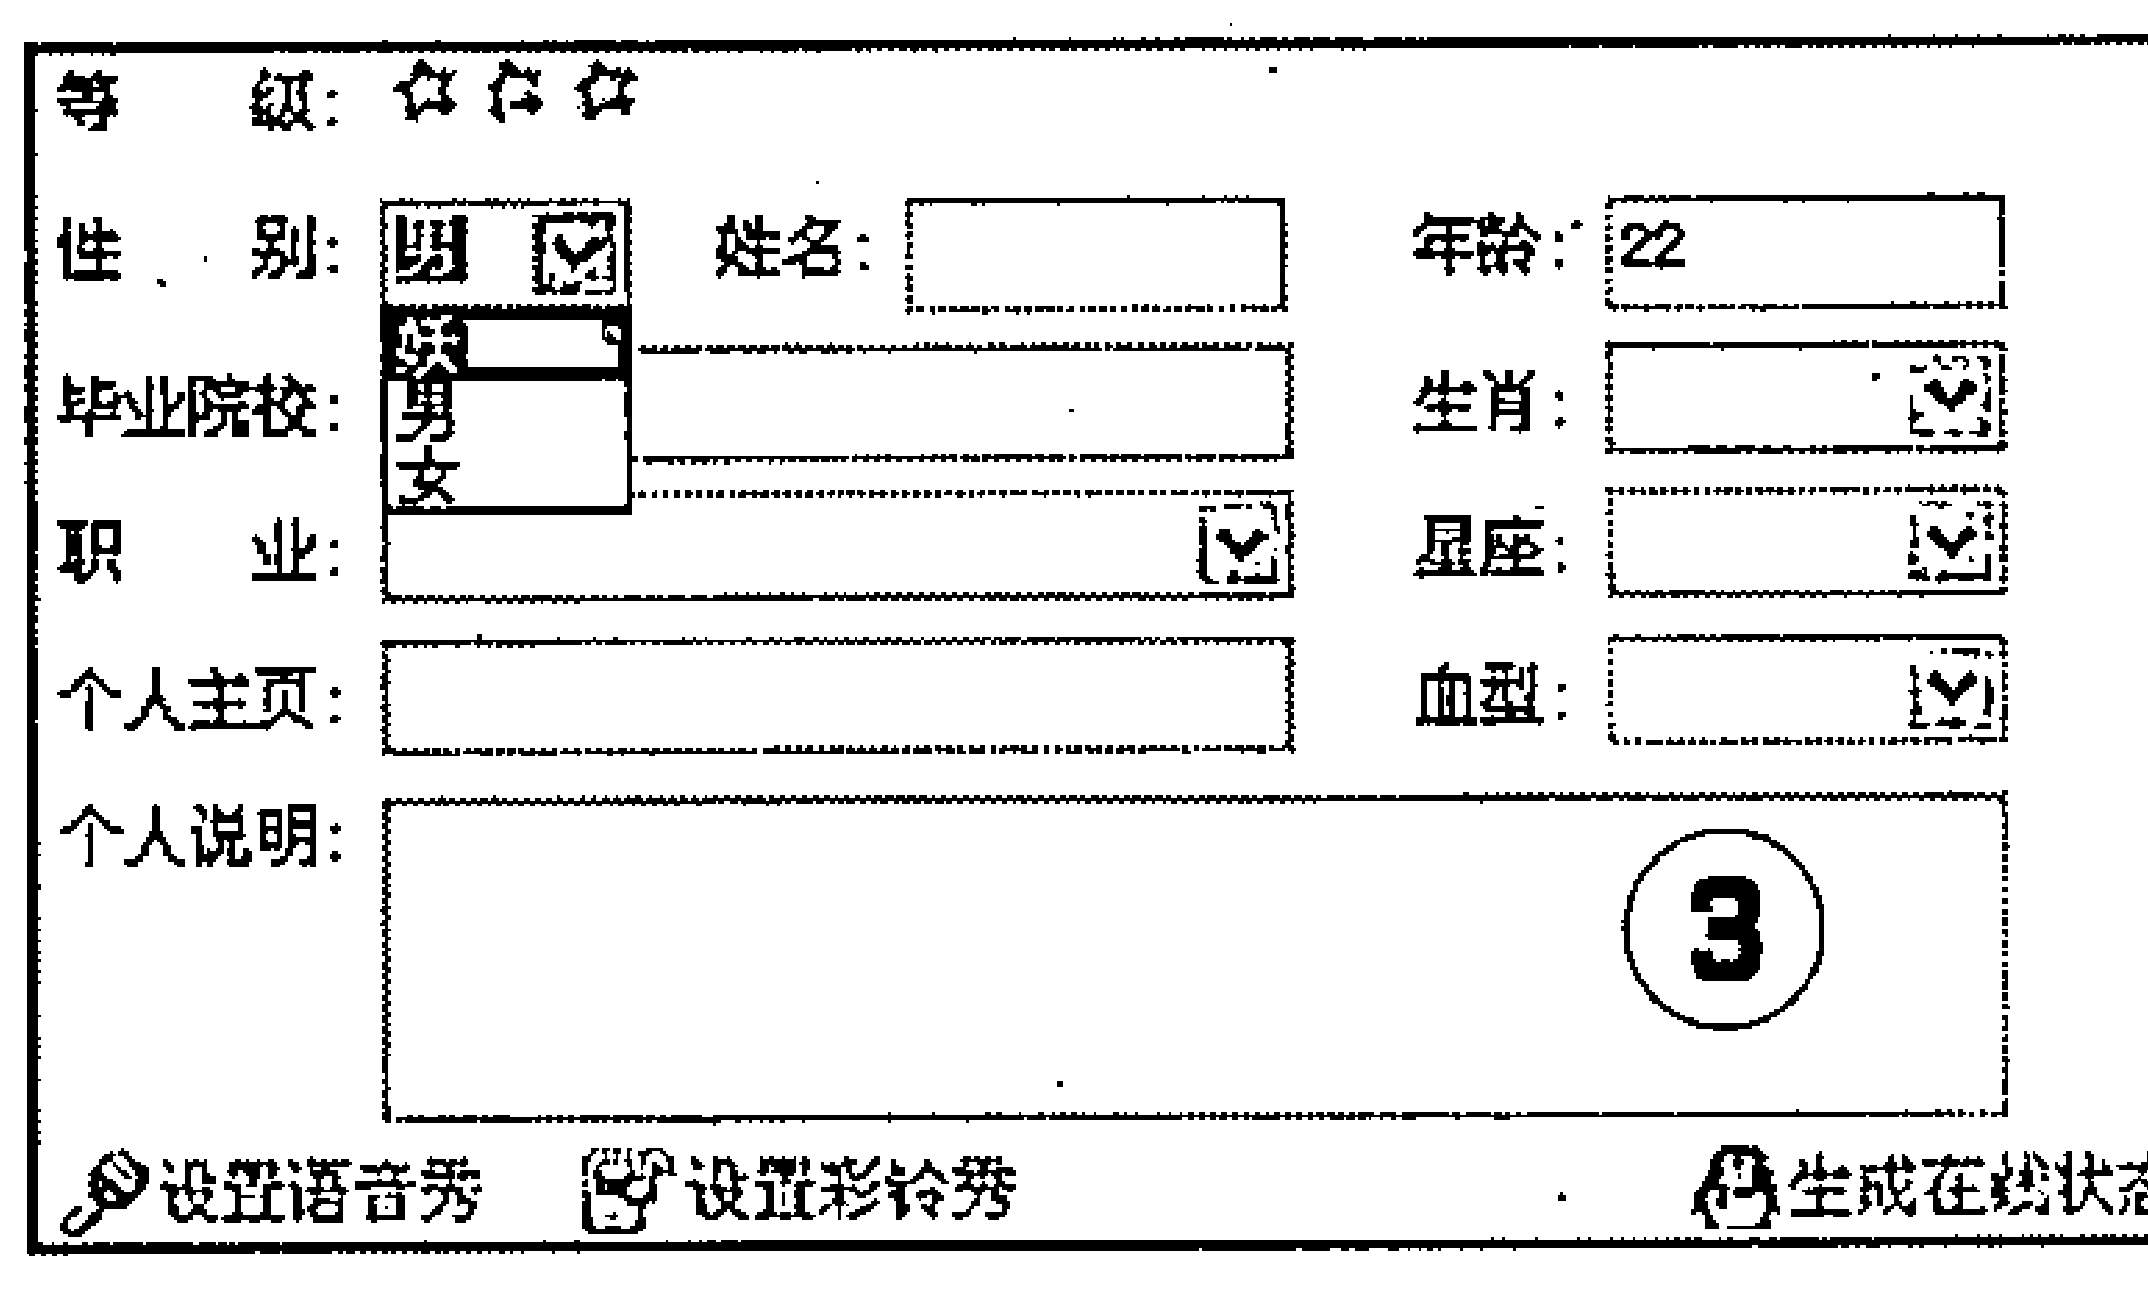 等 级:
性 别: 明 姓名: 年龄: 22
男
毕业院校: 生肖:
女
职 业: 星座:
个人主页: 血型:
个人说明:
3
设置语音秀 设置彩铃秀 生成在线状态